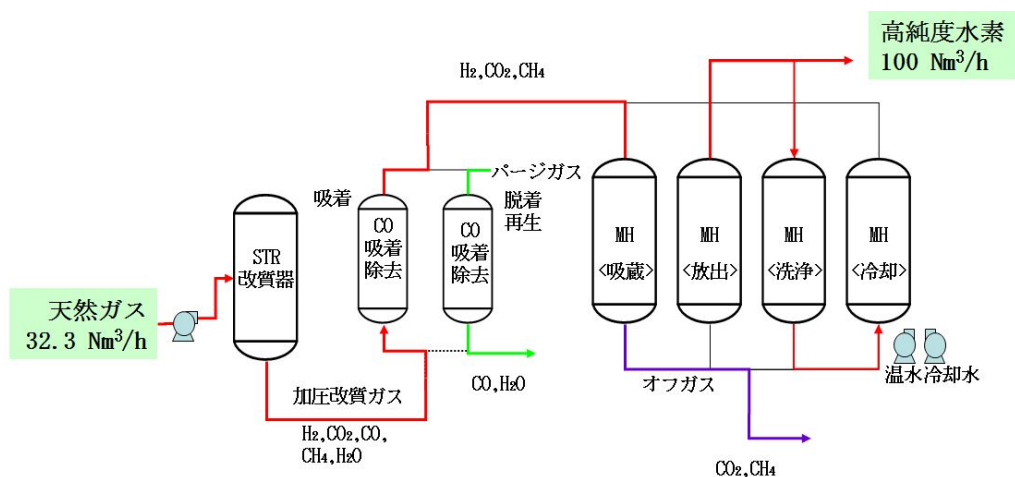 高純度水素
100 Nm³/h
H₂,CO₂,CH₄
パージガス
吸着
脱着
再生
CO
吸着
除去
CO
吸着
除去
STR
改質器
MH
<吸蔵>
MH
<放出>
MH
<洗浄>
MH
<冷却>
天然ガス
32.3 Nm³/h
加圧改質ガス
H₂,CO₂,CO,
CH₄,H₂O
CO,H₂O
オフガス
温水冷却水
CO₂,CH₄